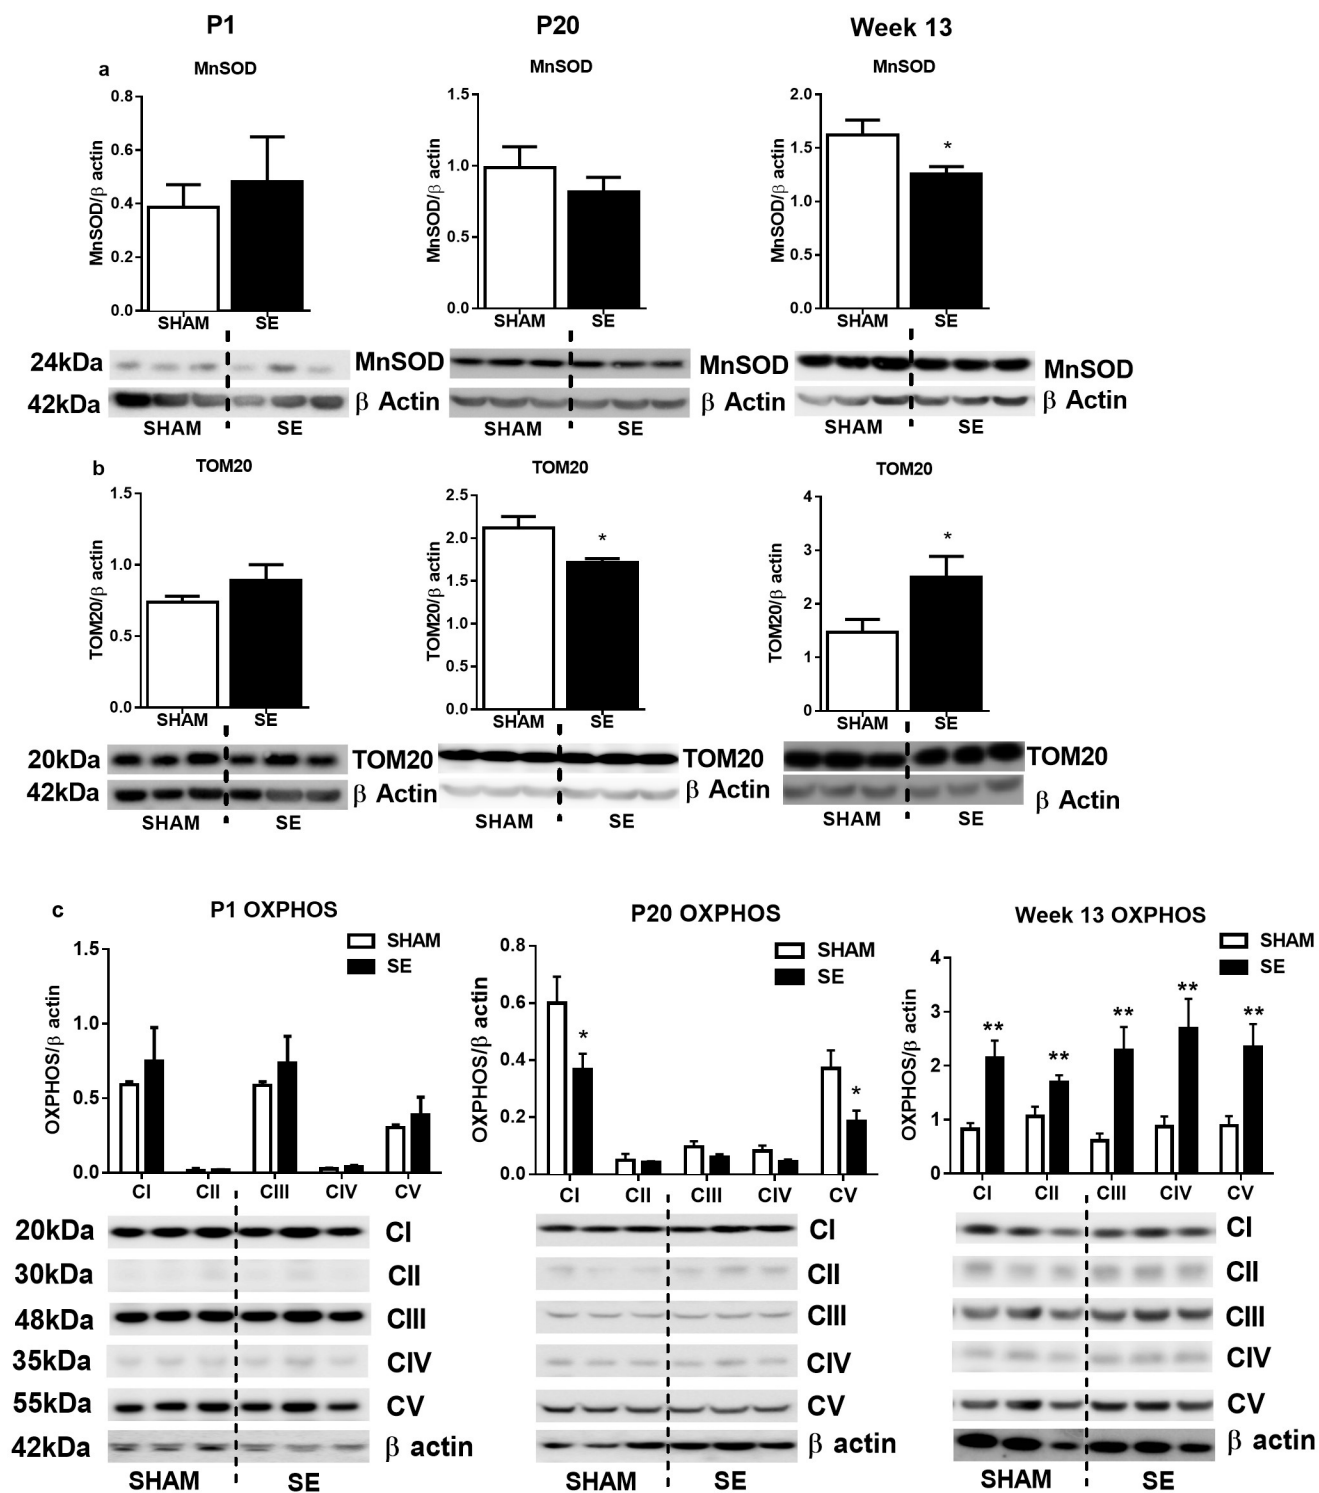 P1 P20 Week 13
a
MnSOD MnSOD MnSOD
MnSOD/β actin
0.8
0.6
0.4
0.2
0.0
SHAM SE
MnSOD/β actin
1.5
1.0
0.5
0.0
SHAM SE
MnSOD/β actin
2.0
1.5
1.0
0.5
0.0
*
SHAM SE
24kDa MnSOD MnSOD MnSOD
42kDa β Actin β Actin β Actin
SHAM SE SHAM SE SHAM SE
b
TOM20 TOM20 TOM20
TOM20/β actin
1.5
1.0
0.5
0.0
SHAM SE
TOM20/β actin
2.5
2.0
1.5
1.0
0.5
0.0
*
SHAM SE
TOM20/β actin
4
3
2
1
0
*
SHAM SE
20kDa TOM20 TOM20 TOM20
42kDa β Actin β Actin β Actin
SHAM SE SHAM SE SHAM SE
c
P1 OXPHOS P20 OXPHOS Week 13 OXPHOS
OXPHOS/β actin
1.5
1.0
0.5
0.0
SHAM
SE
CI CII CIII CIV CV
OXPHOS/β actin
0.8
0.6
0.4
0.2
0.0
SHAM
SE
* *
CI CII CIII CIV CV
OXPHOS/β actin
4
3
2
1
0
SHAM
SE
** ** ** ** **
CI CII CIII CIV CV
20kDa CI CI CI
30kDa CII CII CII
48kDa CIII CIII CIII
35kDa CIV CIV CIV
55kDa CV CV CV
42kDa β actin β actin β actin
SHAM SE SHAM SE SHAM SE